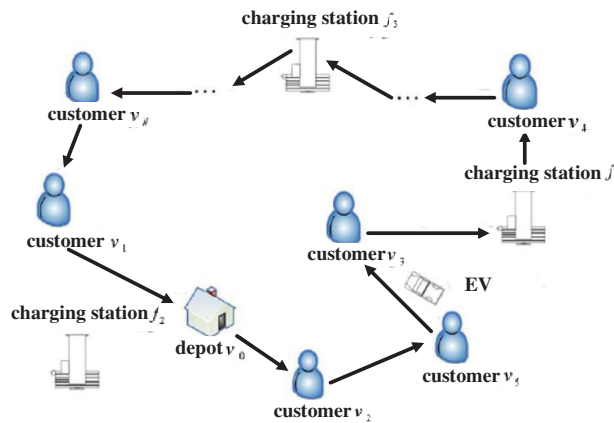 charging station f₃
...
...
customer v_N
customer v₄
charging station f
customer v₁
customer v₃
EV
charging station f₂
depot v₀
customer v₂
customer v₅